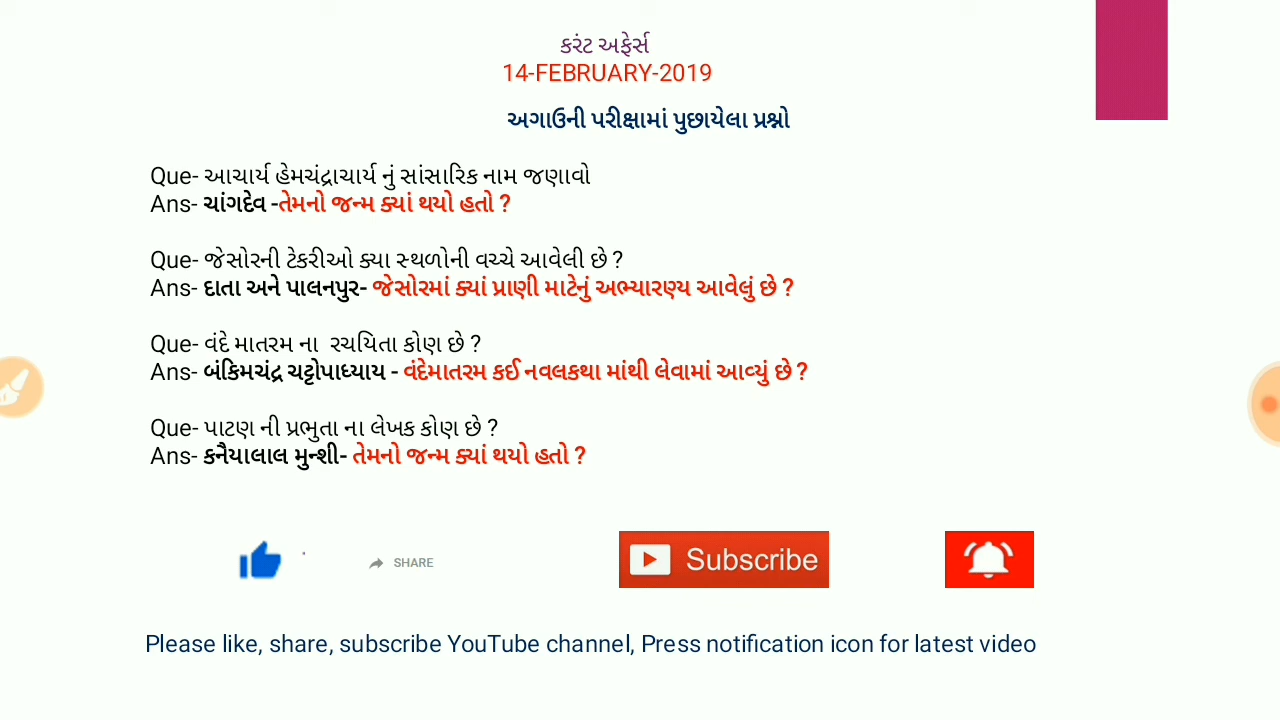 કરંટ અફેર્સ
14-FEBRUARY-2019
અગાઉની પરીક્ષામાં પુછાયેલા પ્રશ્નો
Que- આચાર્ય હેમચંદ્રાચાર્ય નું સાંસારિક નામ જણાવો
Ans- ચાંગદેવ -તેમનો જન્મ ક્યાં થયો હતો ?
Que- જેસોરની ટેકરીઓ ક્યા સ્થળોની વચ્ચે આવેલી છે ?
Ans- દાતા અને પાલનપુર- જેસોરમાં ક્યાં પ્રાણી માટેનું અભ્યારણ્ય આવેલું છે ?
Que- વંદે માતરમ ના  રચયિતા કોણ છે ?
Ans- બંકિમચંદ્ર ચટ્ટોપાધ્યાય - વંદેમાતરમ કઈ નવલકથા માંથી લેવામાં આવ્યું છે ?
Que- પાટણ ની પ્રભુતા ના લેખક કોણ છે ?
Ans- કનૈયાલાલ મુન્શી- તેમનો જન્મ ક્યાં થયો હતો ?
SHARE
Subscribe
Please like, share, subscribe YouTube channel, Press notification icon for latest video